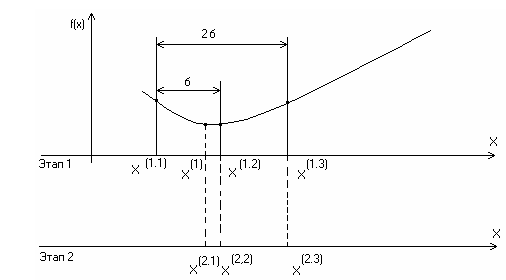 f(x)
2б
б
x
Этап 1
x (1.1)
x (1)
x (1.2)
x (1.3)
x
Этап 2
x (2.1)
x (2,2)
x (2.3)